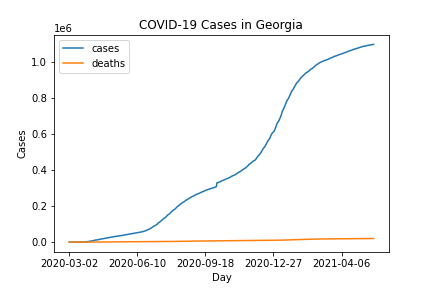 COVID-19 Cases in Georgia
1e6
cases
deaths
1.0
0.8
0.6
0.4
0.2
0.0
Cases
2020-03-02 2020-06-10 2020-09-18 2020-12-27 2021-04-06
Day